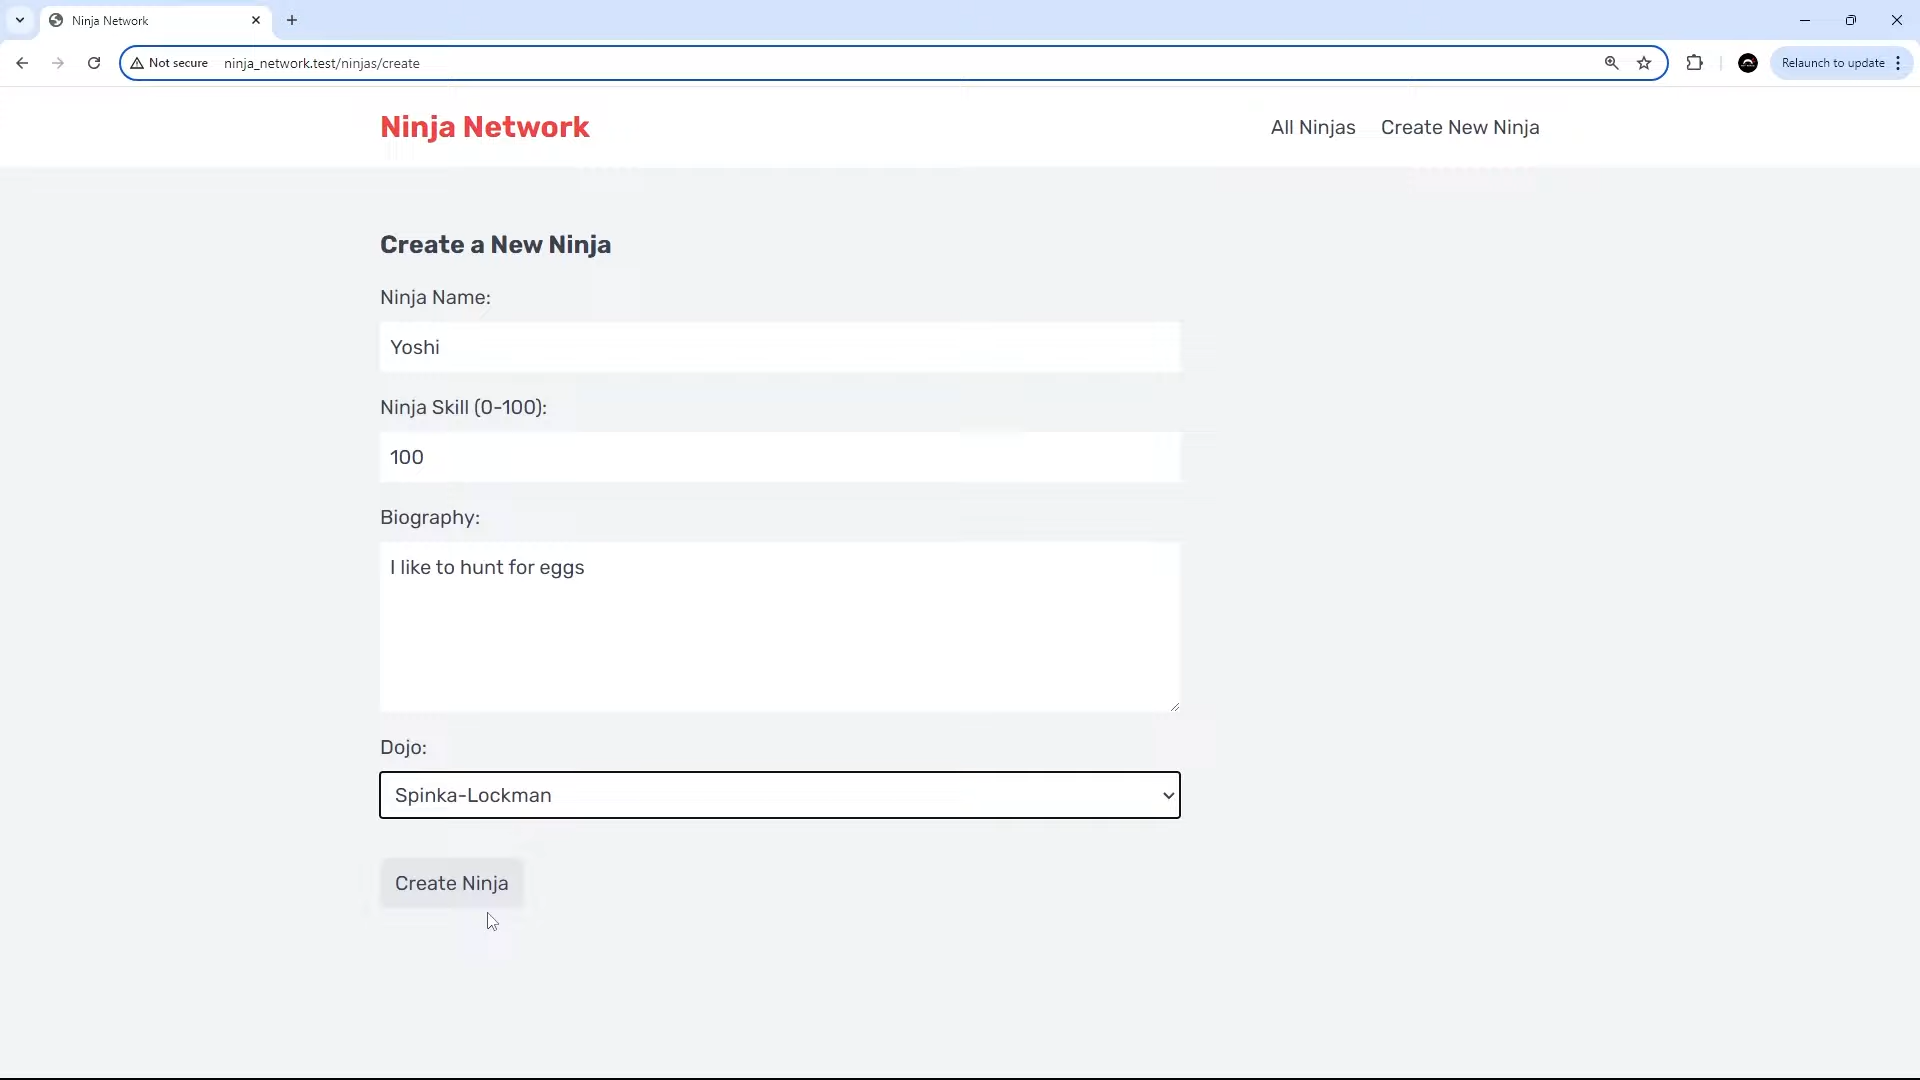 Ninja Network
Not secure ninja_network.test/ninjas/create
Relaunch to update
Ninja Network
All Ninjas Create New Ninja
Create a New Ninja
Ninja Name:
Yoshi
Ninja Skill (0-100):
100
Biography:
I like to hunt for eggs
Dojo:
Spinka-Lockman
Create Ninja